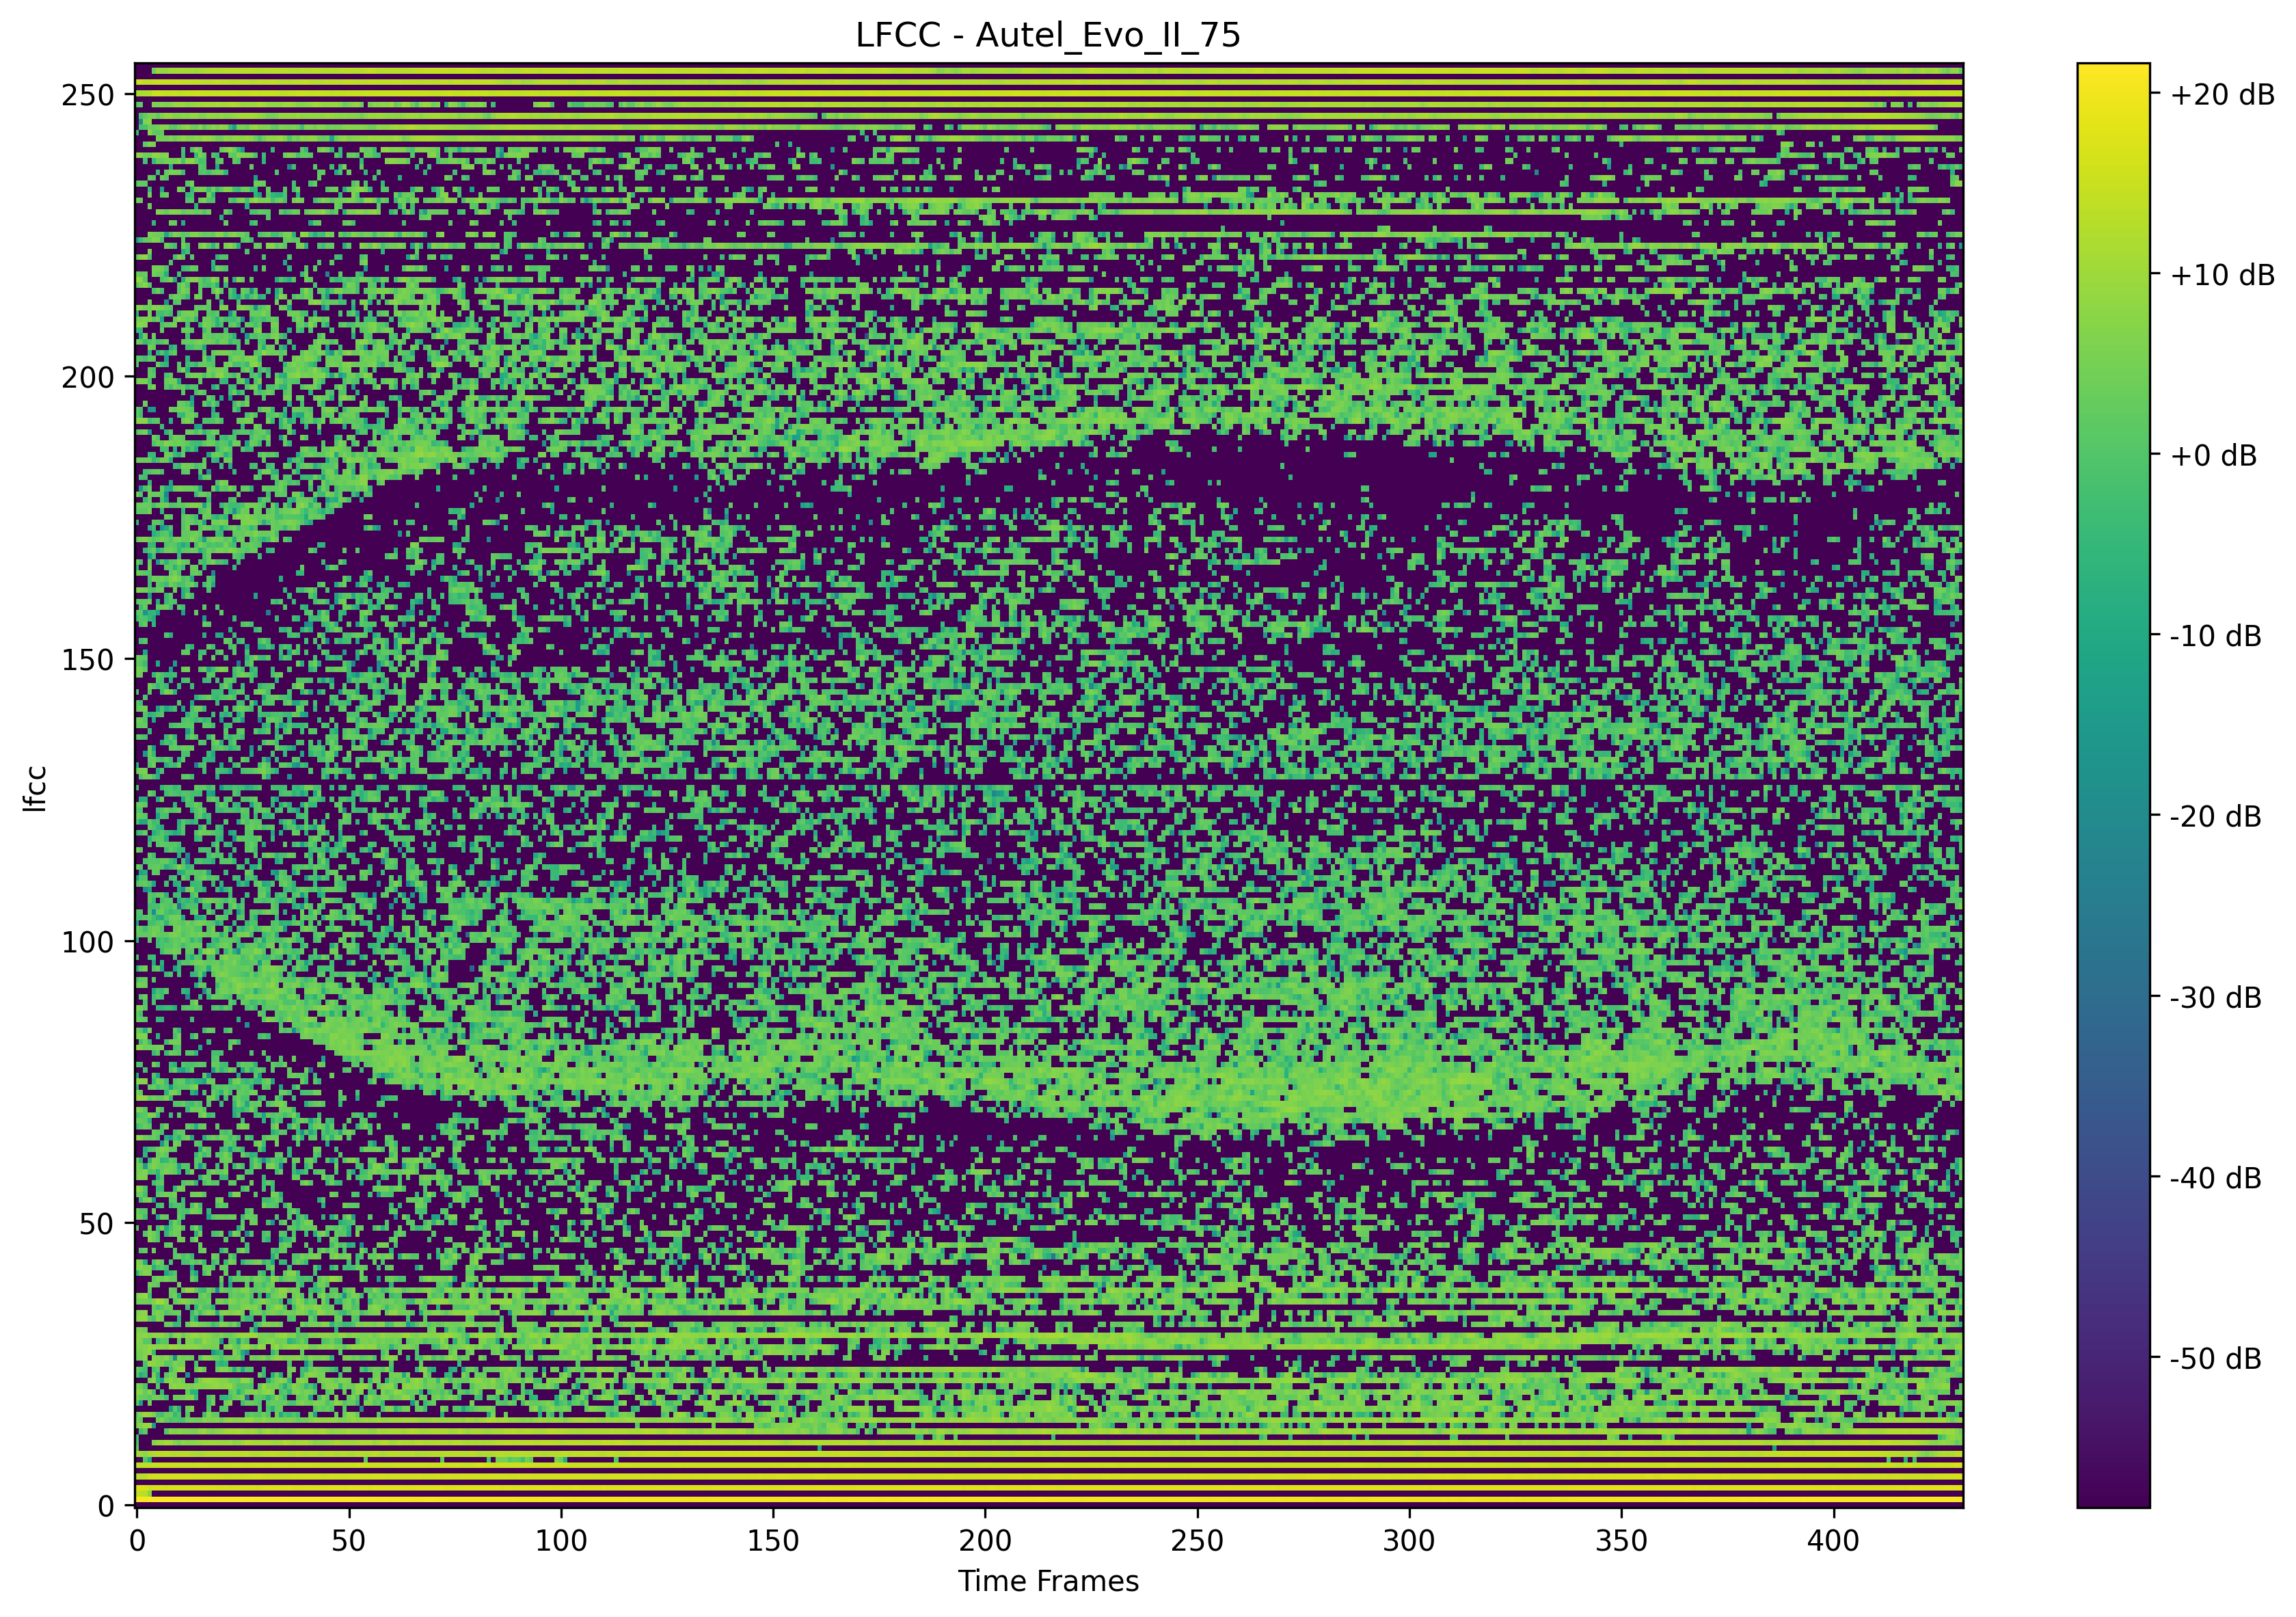 LFCC - Autel_Evo_II_75
250
200
150
100
50
0
lfcc
0 50 100 150 200 250 300 350 400
Time Frames
+20 dB
+10 dB
+0 dB
-10 dB
-20 dB
-30 dB
-40 dB
-50 dB